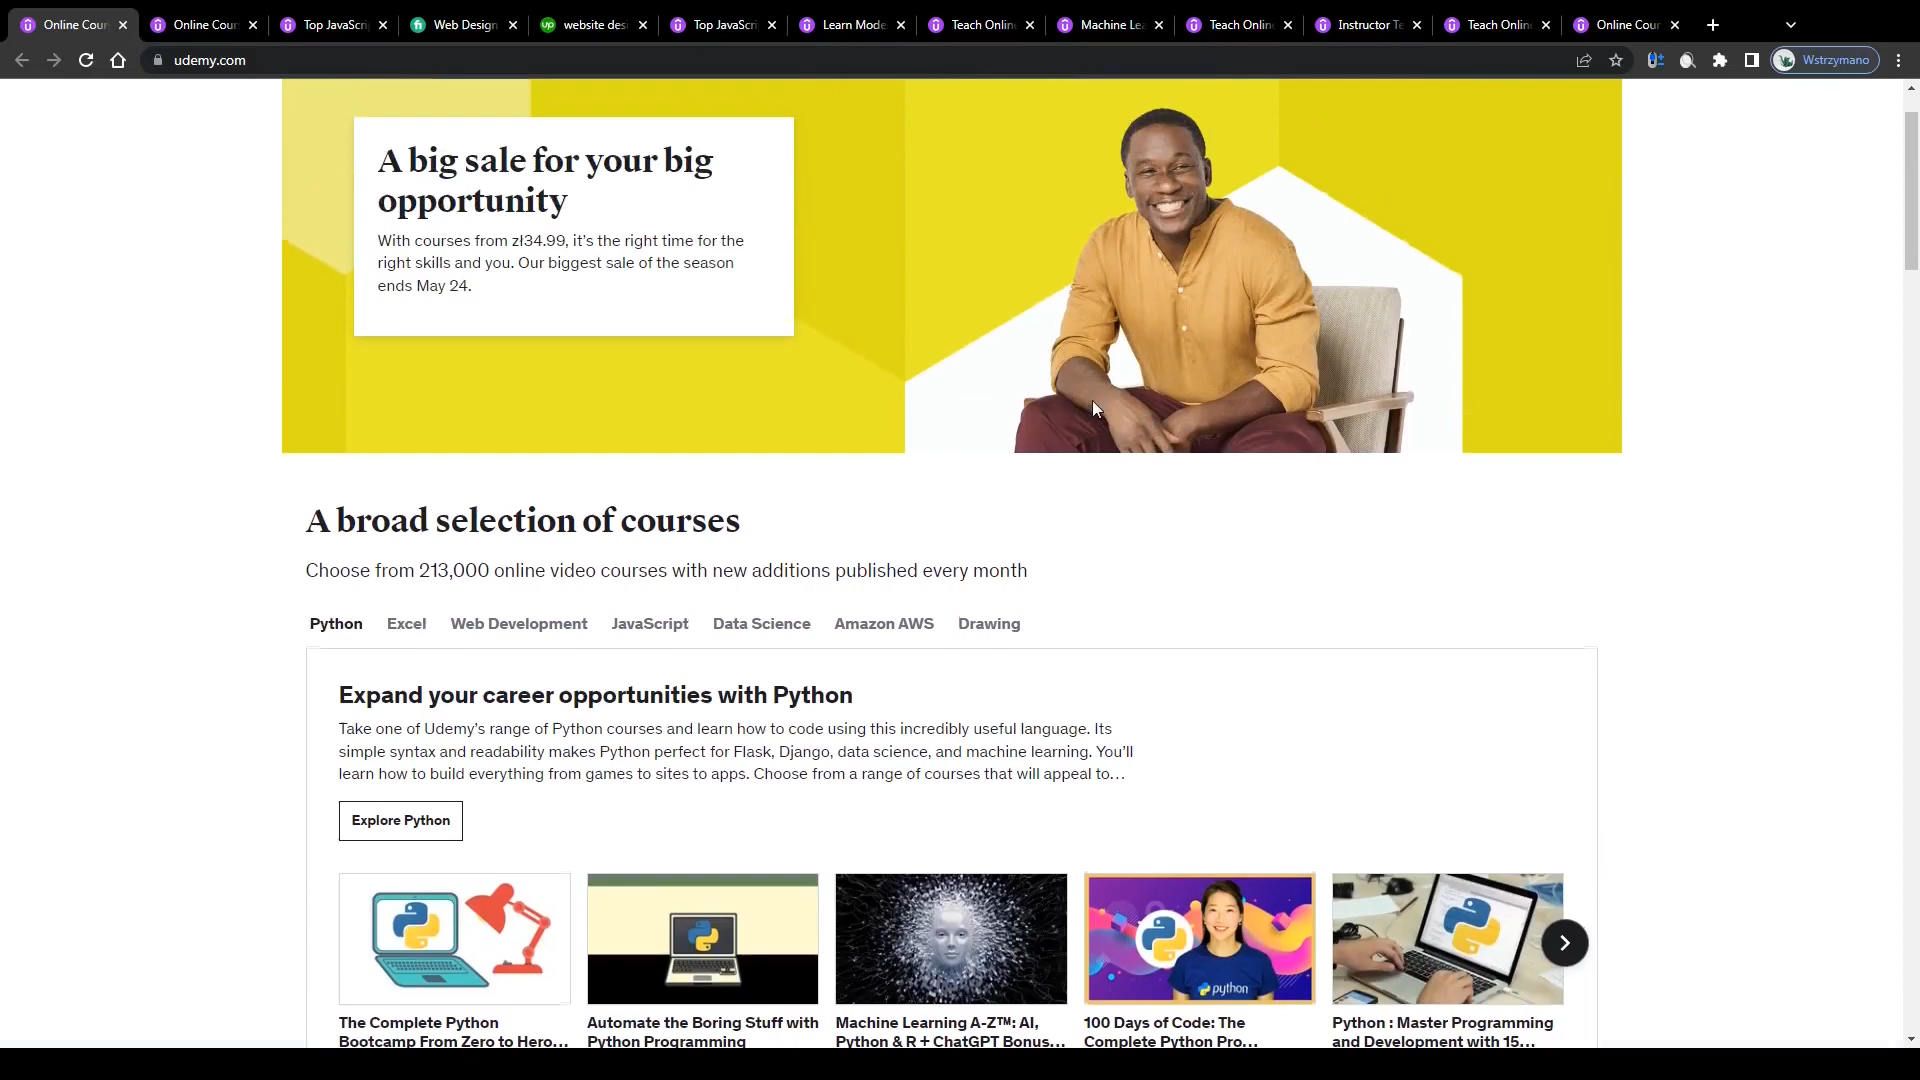 Online Cour
Online Cour
Top JavaScri
Web Design
website des
Top JavaScri
Learn Mode
Teach Onlin
Machine Lea
Teach Onlin
Instructor Te
Teach Onlin
Online Cour
udemy.com
Wstrzymano
A big sale for your big
opportunity
With courses from zł34.99, it's the right time for the
right skills and you. Our biggest sale of the season
ends May 24.
A broad selection of courses
Choose from 213,000 online video courses with new additions published every month
Python Excel Web Development JavaScript Data Science Amazon AWS Drawing
Expand your career opportunities with Python
Take one of Udemy's range of Python courses and learn how to code using this incredibly useful language. Its
simple syntax and readability makes Python perfect for Flask, Django, data science, and machine learning. You'll
learn how to build everything from games to sites to apps. Choose from a range of courses that will appeal to...
Explore Python
python
The Complete Python
Bootcamp From Zero to Hero...
Automate the Boring Stuff with
Python Programming
Machine Learning A-Z™: AI,
Python & R + ChatGPT Bonus...
100 Days of Code: The
Complete Python Pro...
Python : Master Programming
and Development with 15...